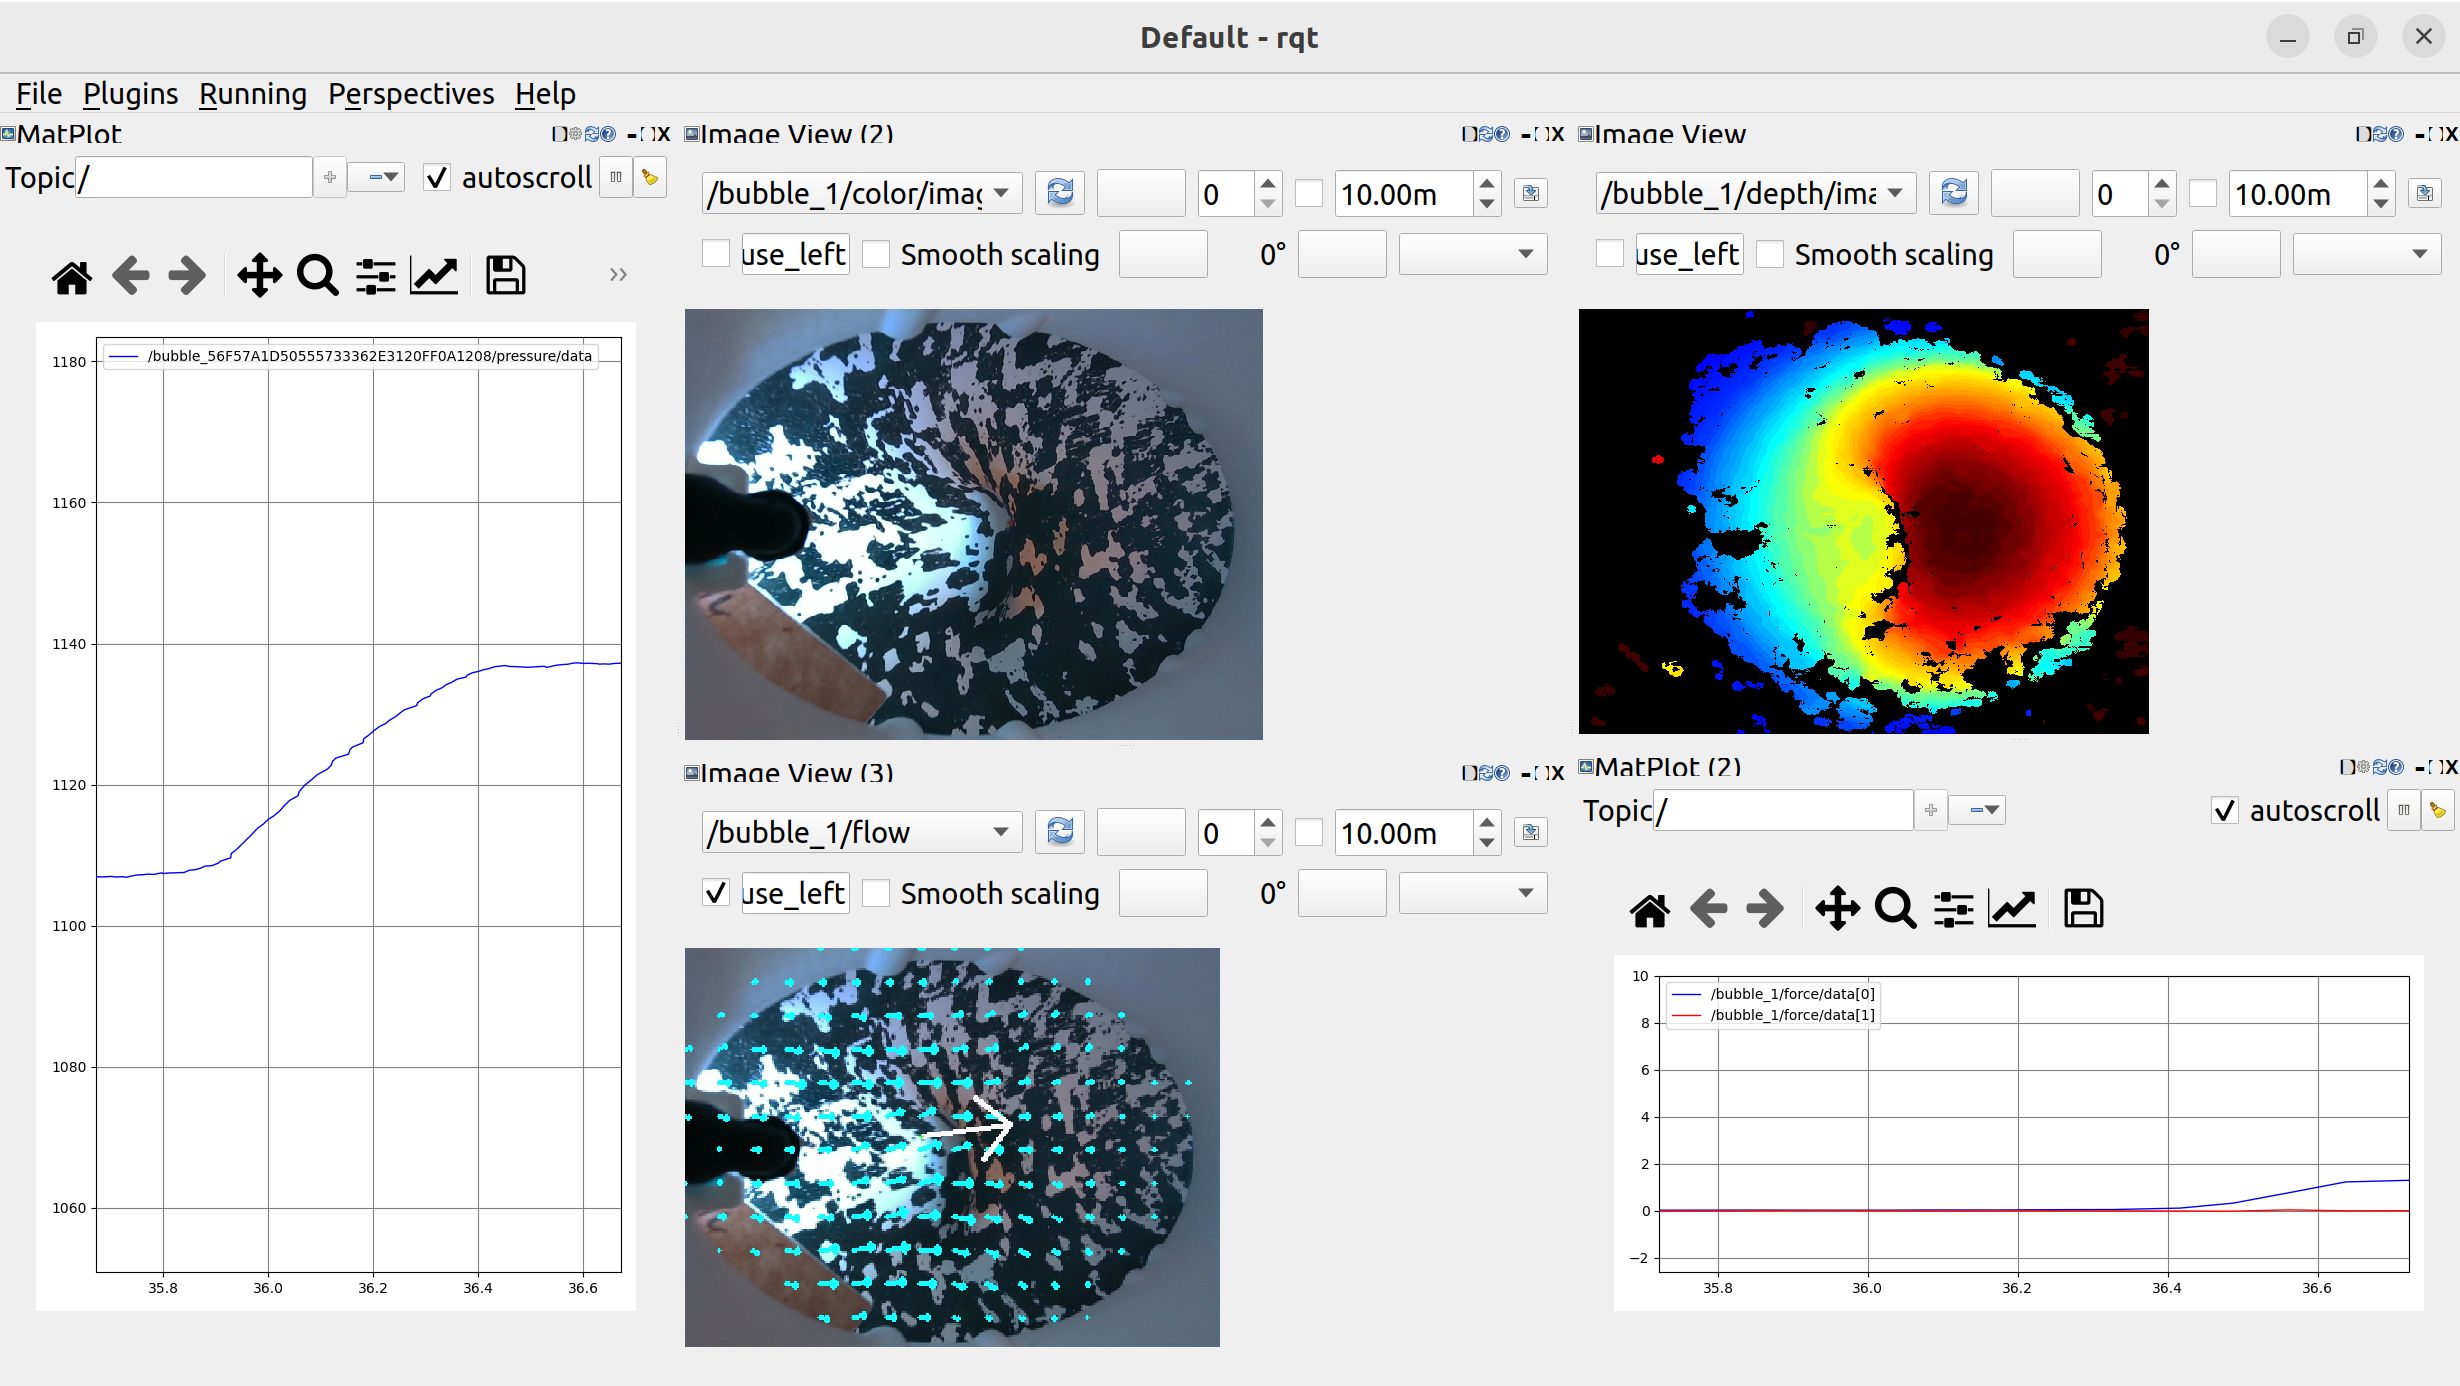 Default - rqt
File Plugins Running Perspectives Help
MatPlot
Topic /
autoscroll
/bubble_56F57A1D50555733362E3120FF0A1208/pressure/data
1180
1160
1140
1120
1100
1080
1060
35.8 36.0 36.2 36.4 36.6
Image View (2)
/bubble_1/color/imag
0
10.00m
use_left
Smooth scaling
0°
Image View
/bubble_1/depth/ima
0
10.00m
use_left
Smooth scaling
0°
Image View (3)
/bubble_1/flow
0
10.00m
use_left
Smooth scaling
0°
MatPlot (2)
Topic /
autoscroll
/bubble_1/force/data[0]
/bubble_1/force/data[1]
10
8
6
4
2
0
−2
35.8 36.0 36.2 36.4 36.6